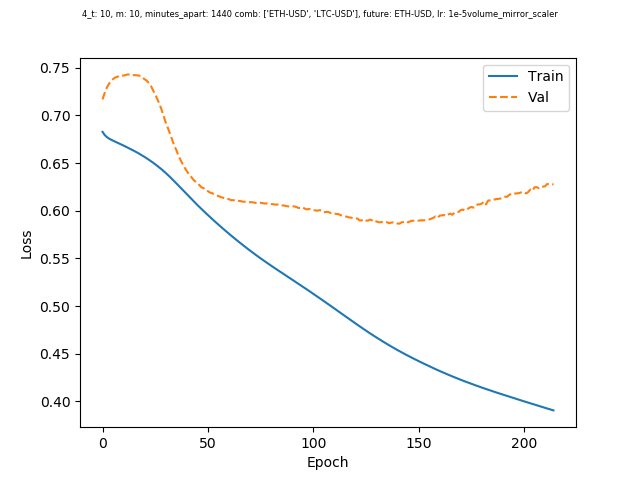 4_t: 10, m: 10, minutes_apart: 1440 comb: ['ETH-USD', 'LTC-USD'], future: ETH-USD, lr: 1e-5volume_mirror_scaler
Train
Val
0.75
0.70
0.65
0.60
0.55
0.50
0.45
0.40
Loss
0
50
100
150
200
Epoch